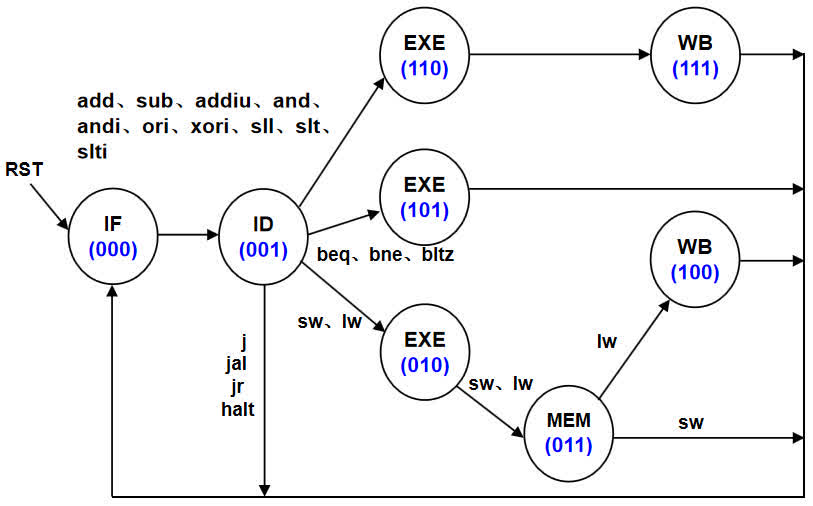 EXE
(110)
WB
(111)
add、sub、addiu、and、
andi、ori、xori、sll、slt、
slti
RST
IF
(000)
ID
(001)
EXE
(101)
beq、bne、bltz
WB
(100)
sw、lw
j
jal
jr
halt
EXE
(010)
sw、lw
lw
MEM
(011)
sw